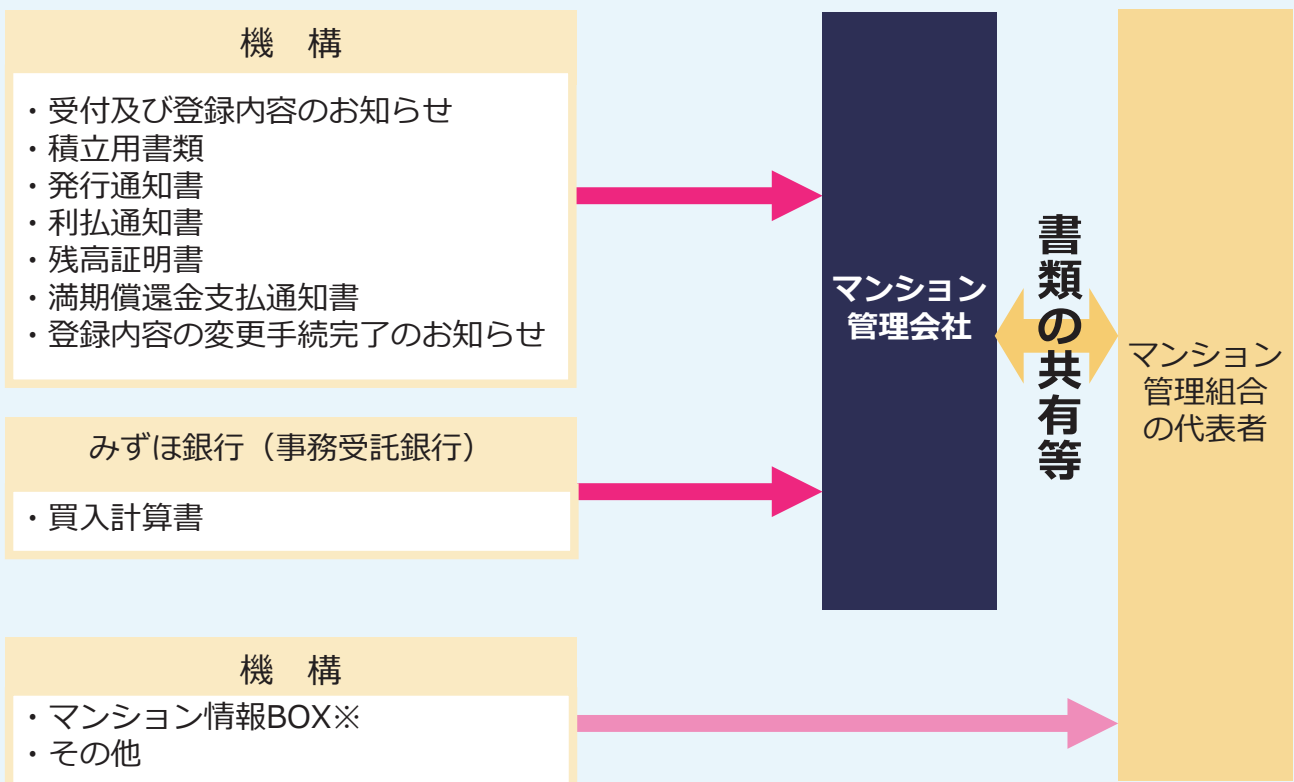 機　構
・受付及び登録内容のお知らせ
・積立用書類
・発行通知書
・利払通知書
・残高証明書
・満期償還金支払通知書
・登録内容の変更手続完了のお知らせ
みずほ銀行（事務受託銀行）
・買入計算書
機　構
・マンション情報BOX※
・その他
マンション
管理会社
書類の共有等
マンション
管理組合
の代表者